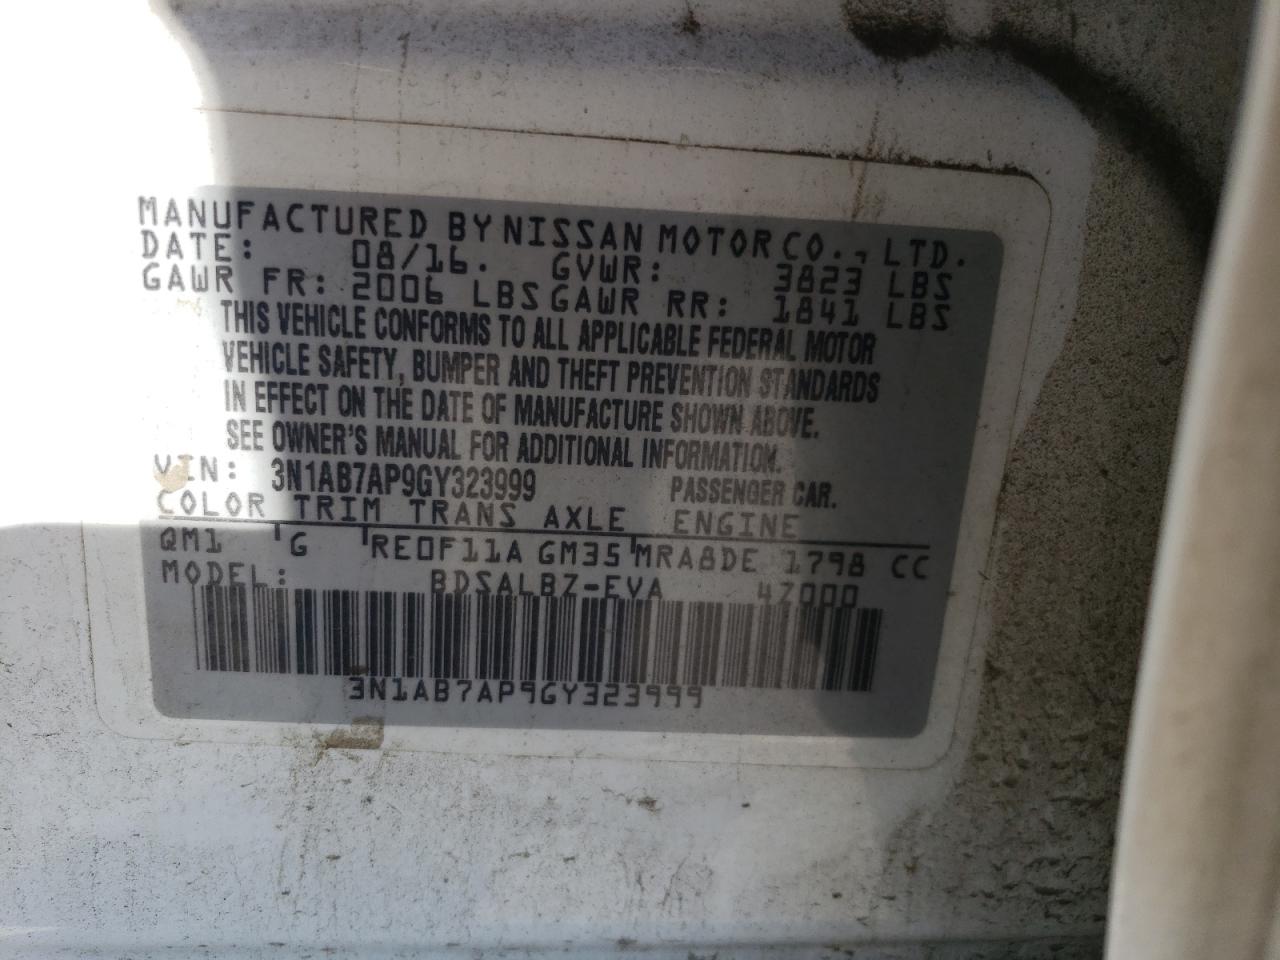 MANUFACTURED BY NISSAN MOTOR CO., LTD.
DATE: 08/16. GVWR: 3823 LBS
GAWR FR: 2006 LBS GAWR RR: 1841 LBS
THIS VEHICLE CONFORMS TO ALL APPLICABLE FEDERAL MOTOR
VEHICLE SAFETY, BUMPER AND THEFT PREVENTION STANDARDS
IN EFFECT ON THE DATE OF MANUFACTURE SHOWN ABOVE.
SEE OWNER'S MANUAL FOR ADDITIONAL INFORMATION.
VIN: 3N1AB7AP9GY323999 PASSENGER CAR.
COLOR TRIM TRANS AXLE ENGINE
QM1 G RE0F11A GM35 MRA8DE 1798 CC
MODEL: BDSALBZ-EVA 47000
3N1AB7AP9GY323999